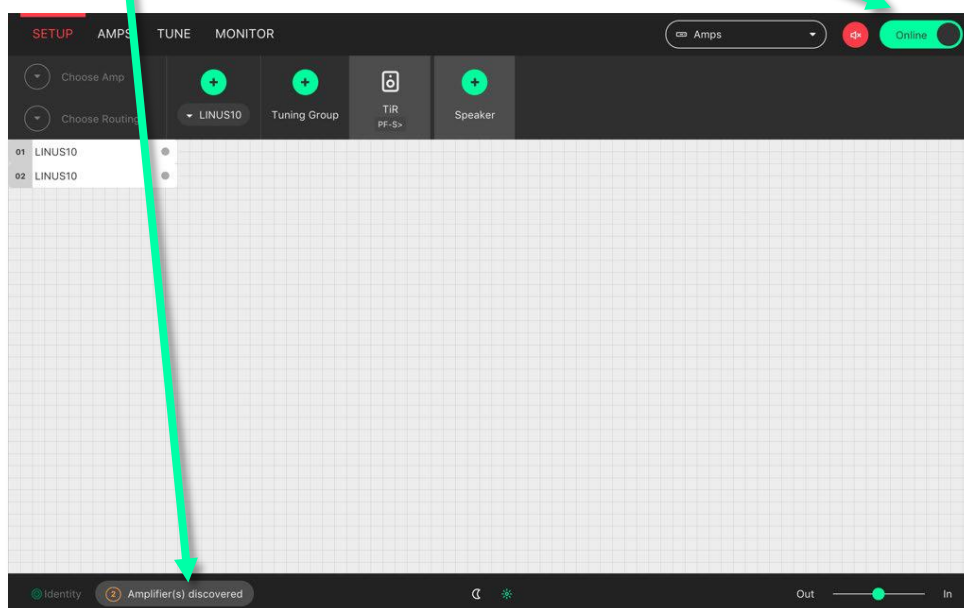 SETUP AMPS TUNE MONITOR Amps Online
Choose Amp
Choose Routing
LINUS10 Tuning Group TiR Speaker
PF-S>
01 LINUS10
02 LINUS10
Identity 2 Amplifier(s) discovered Out In